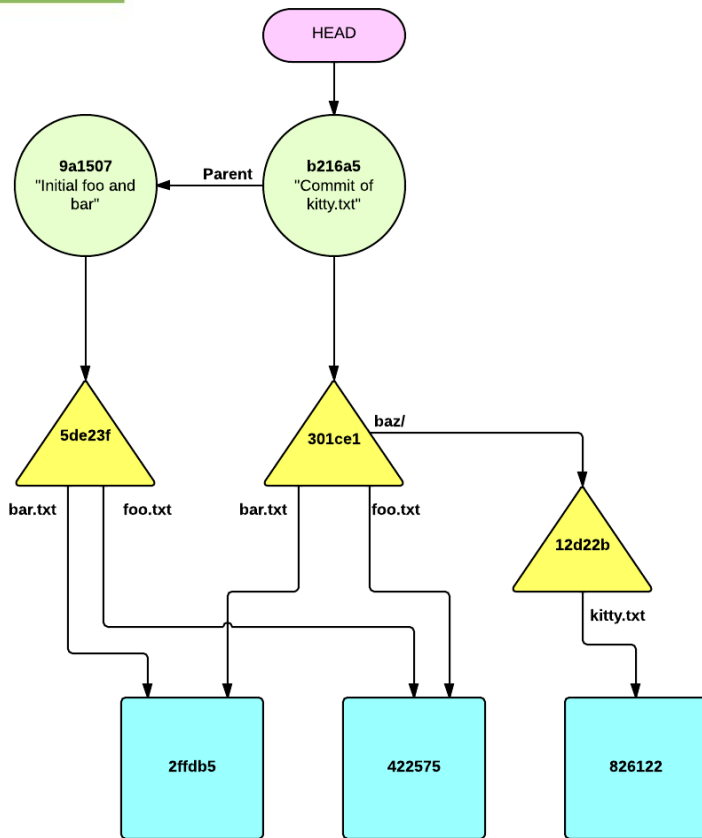 HEAD
9a1507
"Initial foo and
bar"
Parent
b216a5
"Commit of
kitty.txt"
baz/
5de23f
301ce1
bar.txt
foo.txt
bar.txt
foo.txt
12d22b
kitty.txt
2ffdb5
422575
826122